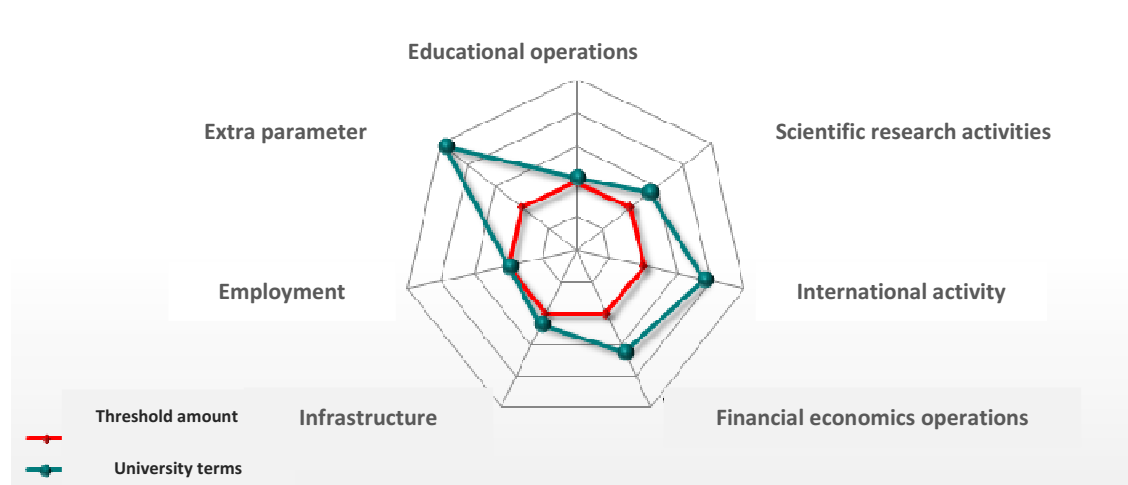 Educational operations
Extra parameter
Scientific research activities
Employment
International activity
Threshold amount
Infrastructure
Financial economics operations
University terms